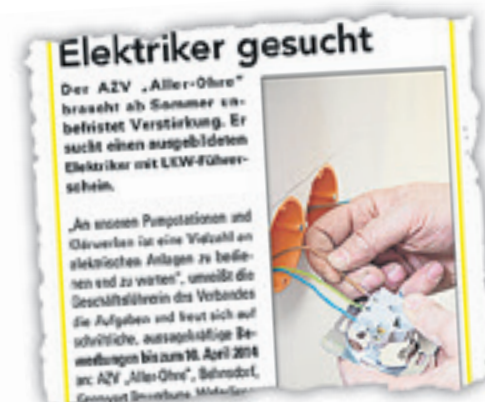 Elektriker gesucht
Der AZV „Aller-Ohre"
braucht ab Sommer un-
befristet Verstärkung. Er
sucht einen ausgebildeten
Elektriker mit LKW-Führer-
schein.
„An unseren Pumpstationen und
Klärwerken ist eine Vielzahl an
elektrischen Anlagen zu bedie-
nen und zu warten", umreißt die
Geschäftsführerin des Verbandes
die Aufgaben und freut sich auf
schriftliche, aussagekräftige Be-
werbungen bis zum 10. April 2014
an: AZV „Aller-Ohre", Behnsdorf,